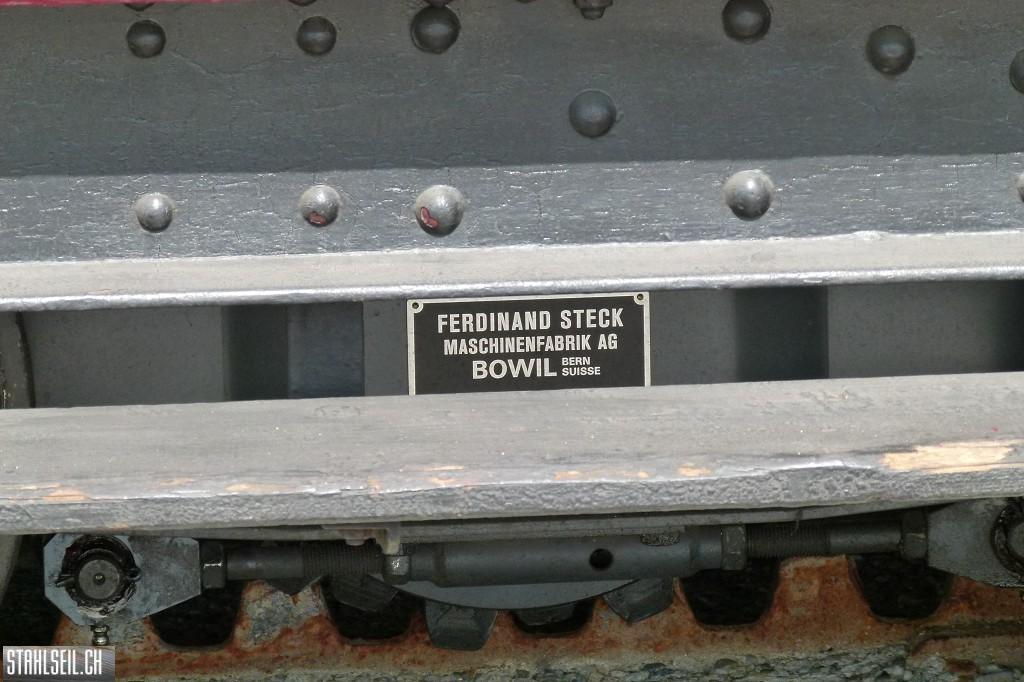 FERDINAND STECK
MASCHINENFABRIK AG
BOWIL BERN
SUISSE
STAHLSEIL.CH